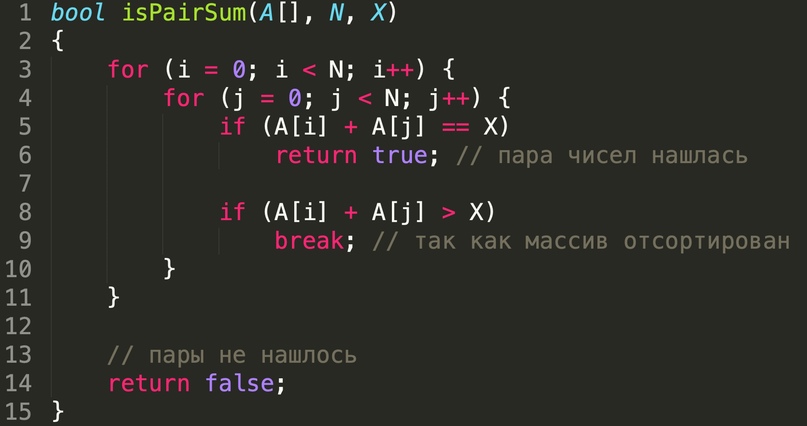 1 bool isPairSum(A[], N, X)
2 {
3     for (i = 0; i < N; i++) {
4         for (j = 0; j < N; j++) {
5             if (A[i] + A[j] == X)
6                 return true; // пара чисел нашлась
7
8             if (A[i] + A[j] > X)
9                 break; // так как массив отсортирован
10         }
11     }
12
13     // пары не нашлось
14     return false;
15 }